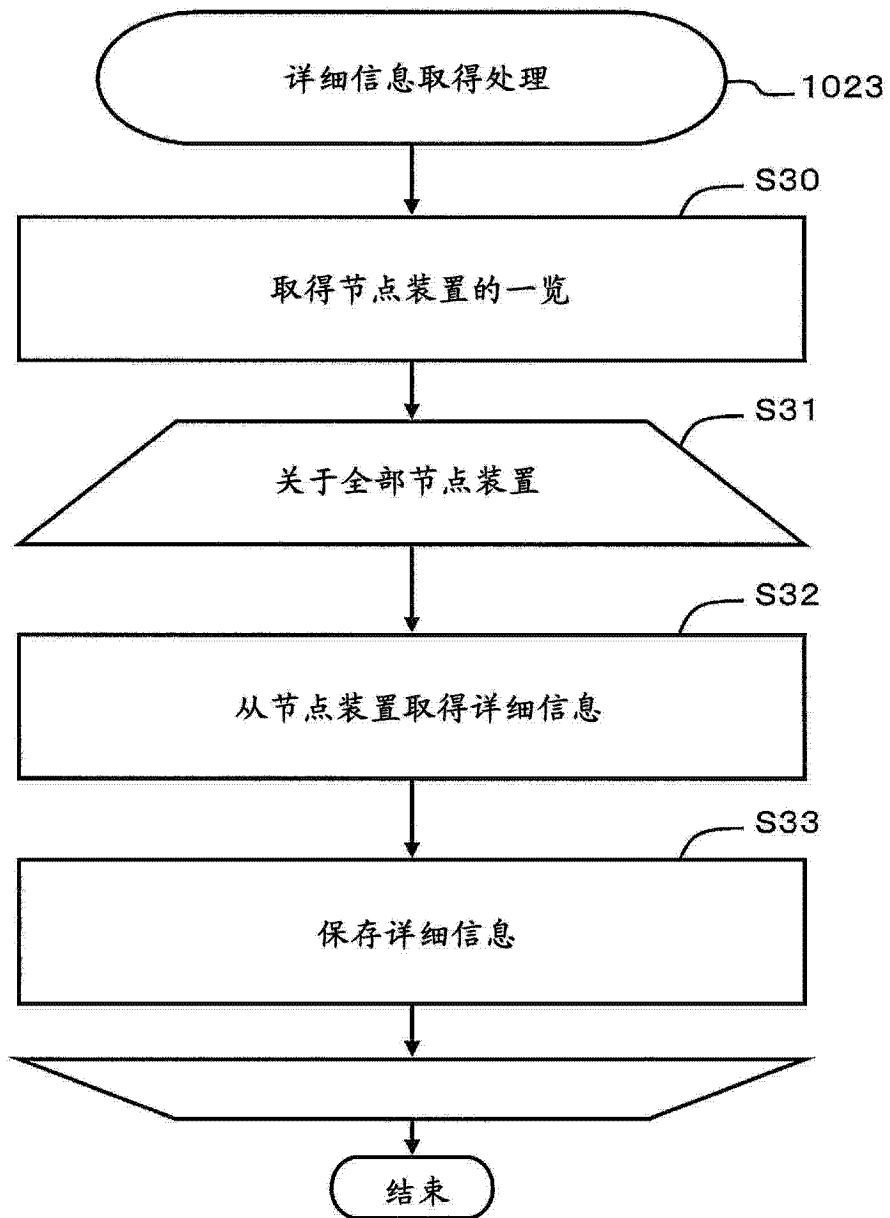 详细信息取得处理
1023
S30
取得节点装置的一览
S31
关于全部节点装置
S32
从节点装置取得详细信息
S33
保存详细信息
结束